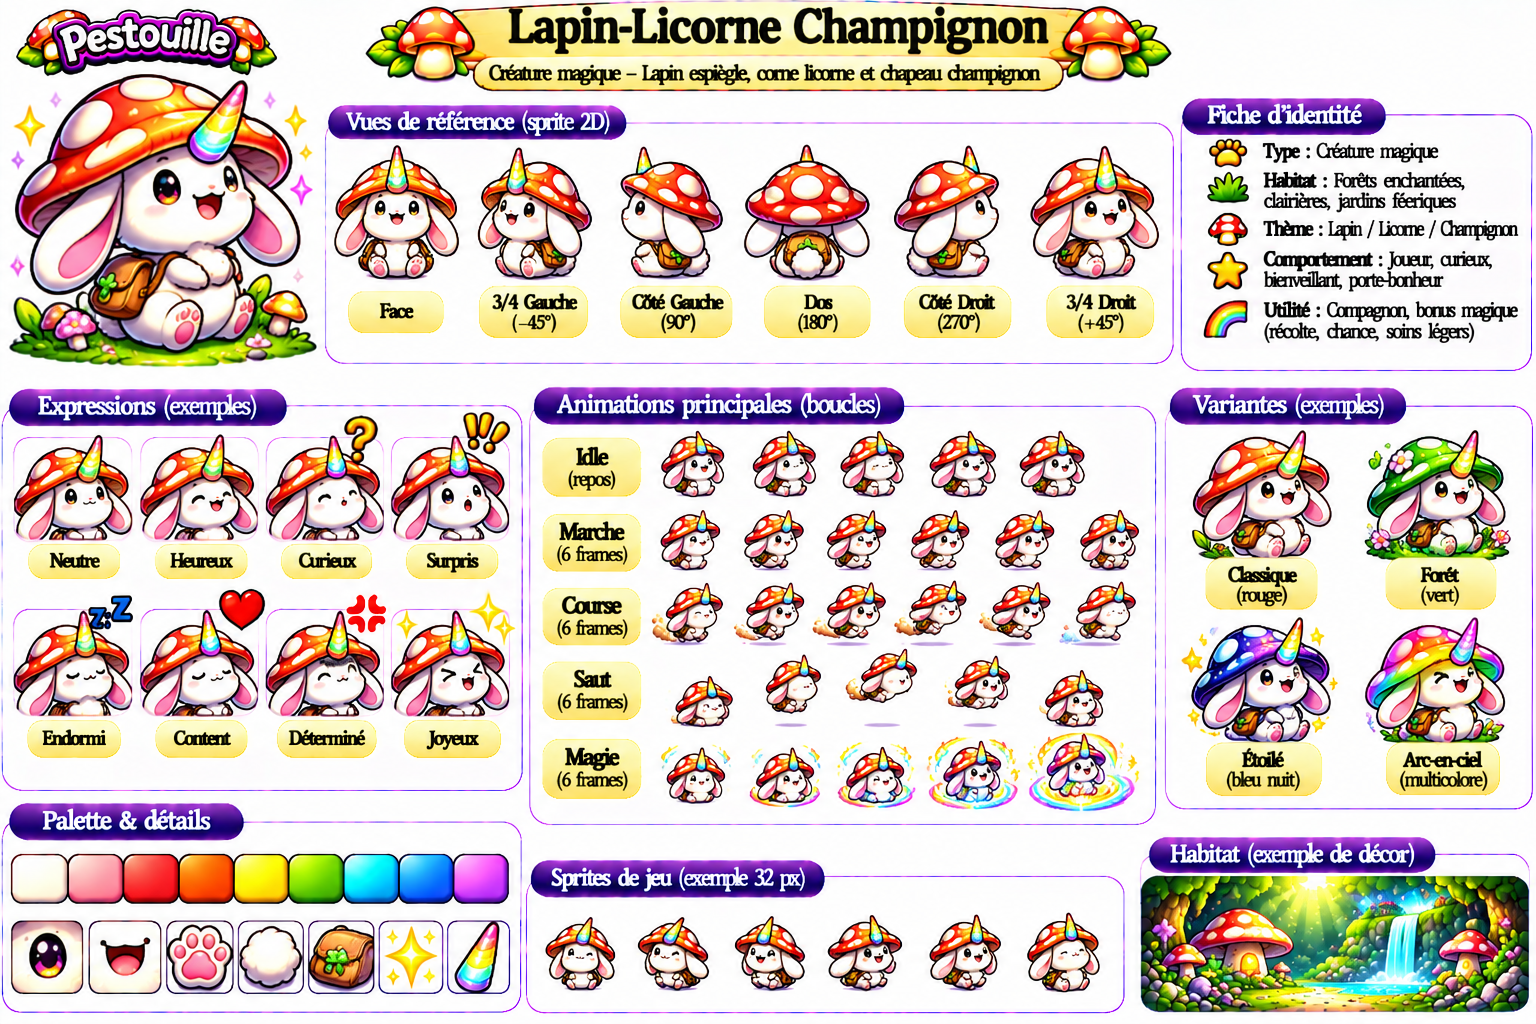 Pestouille
Lapin-Licorne Champignon
Créature magique – Lapin espiègle, corne licorne et chapeau champignon
Vues de référence (sprite 2D)
Face
3/4 Gauche
(–45°)
Côté Gauche
(90°)
Dos
(180°)
Côté Droit
(270°)
3/4 Droit
(+45°)
Fiche d'identité
Type : Créature magique
Habitat : Forêts enchantées,
clairières, jardins féeriques
Thème : Lapin / Licorne / Champignon
Comportement : Joueur, curieux,
bienveillant, porte-bonheur
Utilité : Compagnon, bonus magique
(récolte, chance, soins légers)
Expressions (exemples)
?
!!!
Neutre
Heureux
Curieux
Surpris
z:Z
Endormi
Content
Déterminé
Joyeux
Animations principales (boucles)
Idle
(repos)
Marche
(6 frames)
Course
(6 frames)
Saut
(6 frames)
Magie
(6 frames)
Variantes (exemples)
Classique
(rouge)
Forét
(vert)
Étoilé
(bleu nuit)
Arc-en-ciel
(multicolore)
Palette & détails
Sprites de jeu (exemple 32 px)
Habitat (exemple de décor)